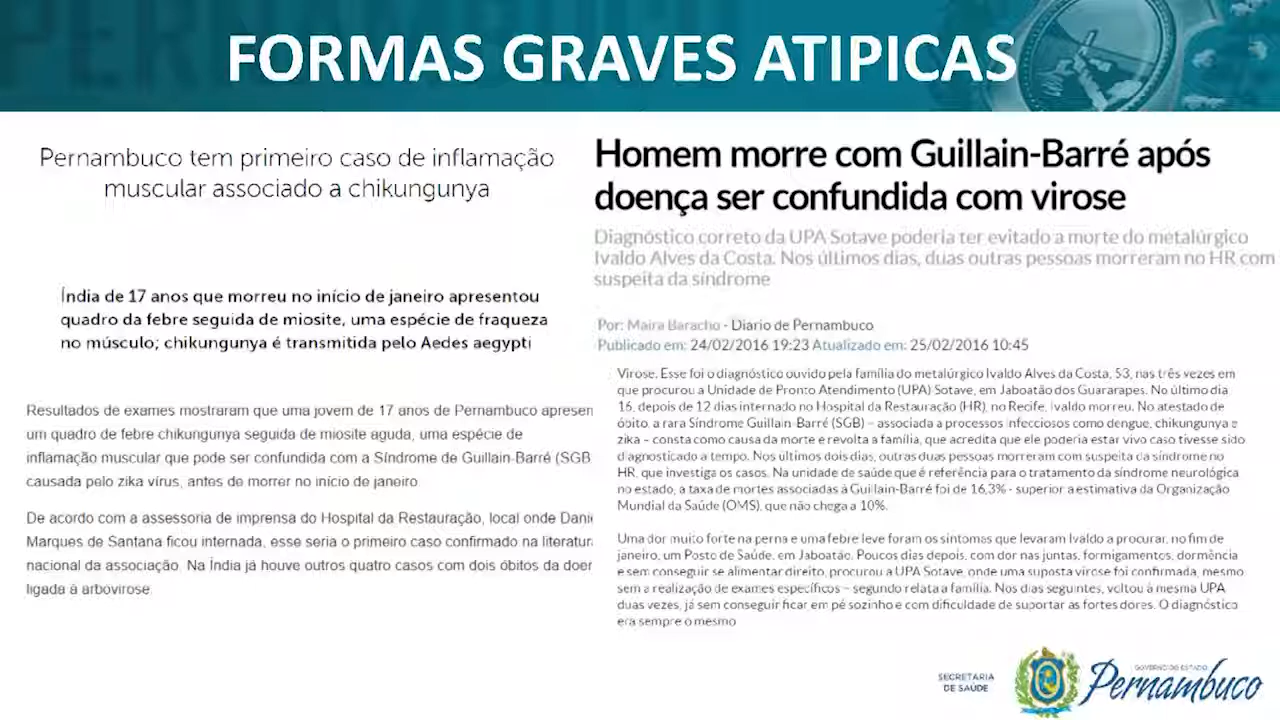 FORMAS GRAVES ATIPICAS
Pernambuco tem primeiro caso de inflamação
muscular associado a chikungunya
Índia de 17 anos que morreu no início de janeiro apresentou
quadro da febre seguida de miosite, uma espécie de fraqueza
no músculo; chikungunya é transmitida pelo Aedes aegypti
Resultados de exames mostraram que uma jovem de 17 anos de Pernambuco apresen
um quadro de febre chikungunya seguida de miosite aguda, uma espécie de
inflamação muscular que pode ser confundida com a Síndrome de Guillain-Barré (SGB
causada pelo zika vírus, antes de morrer no início de janeiro
De acordo com a assessoria de imprensa do Hospital da Restauração, local onde Dani
Marques de Santana ficou internada, esse seria o primeiro caso confirmado na literatur
nacional da associação. Na Índia já houve outros quatro casos com dois óbitos da doer
ligada à arbovirose.
Homem morre com Guillain-Barré após
doença ser confundida com virose
Diagnóstico correto da UPA Sotave poderia ter evitado a morte do metalúrgico
Ivaldo Alves da Costa. Nos últimos dias, duas outras pessoas morreram no HR com
suspeita da síndrome
Por: Maira Baracho - Diario de Pernambuco
Publicado em: 24/02/2016 19:23 Atualizado em: 25/02/2016 10:45
Virose. Esse foi o diagnóstico ouvido pela família do metalúrgico Ivaldo Alves da Costa, 53, nas três vezes em
que procurou a Unidade de Pronto Atendimento (UPA) Sotave, em Jaboatão dos Guararapes. No último dia
16, depois de 12 dias internado no Hospital da Restauração (HR), no Recife, Ivaldo morreu. No atestado de
óbito, a rara Síndrome Guillain-Barré (SGB) – associada a processos infecciosos como dengue, chikungunya e
zika – consta como causa da morte e revolta a família, que acredita que ele poderia estar vivo caso tivesse sido
diagnosticado a tempo. Nos últimos dois dias, outras duas pessoas morreram com suspeita da síndrome no
HR, que investiga os casos. Na unidade de saúde que é referência para o tratamento da síndrome neurológica
no estado, a taxa de mortes associadas à Guillain-Barré foi de 16,3% - superior a estimativa da Organização
Mundial da Saúde (OMS), que não chega a 10%.
Uma dor muito forte na perna e uma febre leve foram os sintomas que levaram Ivaldo a procurar, no fim de
janeiro, um Posto de Saúde, em Jaboatão. Poucos dias depois, com dor nas juntas, formigamentos, dormência
e sem conseguir se alimentar direito, procurou a UPA Sotave, onde uma suposta virose foi confirmada, mesmo
sem a realização de exames específicos – segundo relata a família. Nos dias seguintes, voltou à mesma UPA
duas vezes, já sem conseguir ficar em pé sozinho e com dificuldade de suportar as fortes dores. O diagnóstico
era sempre o mesmo
SECRETARIA
DE SAÚDE
GOVERNO DO ESTADO
Pernambuco